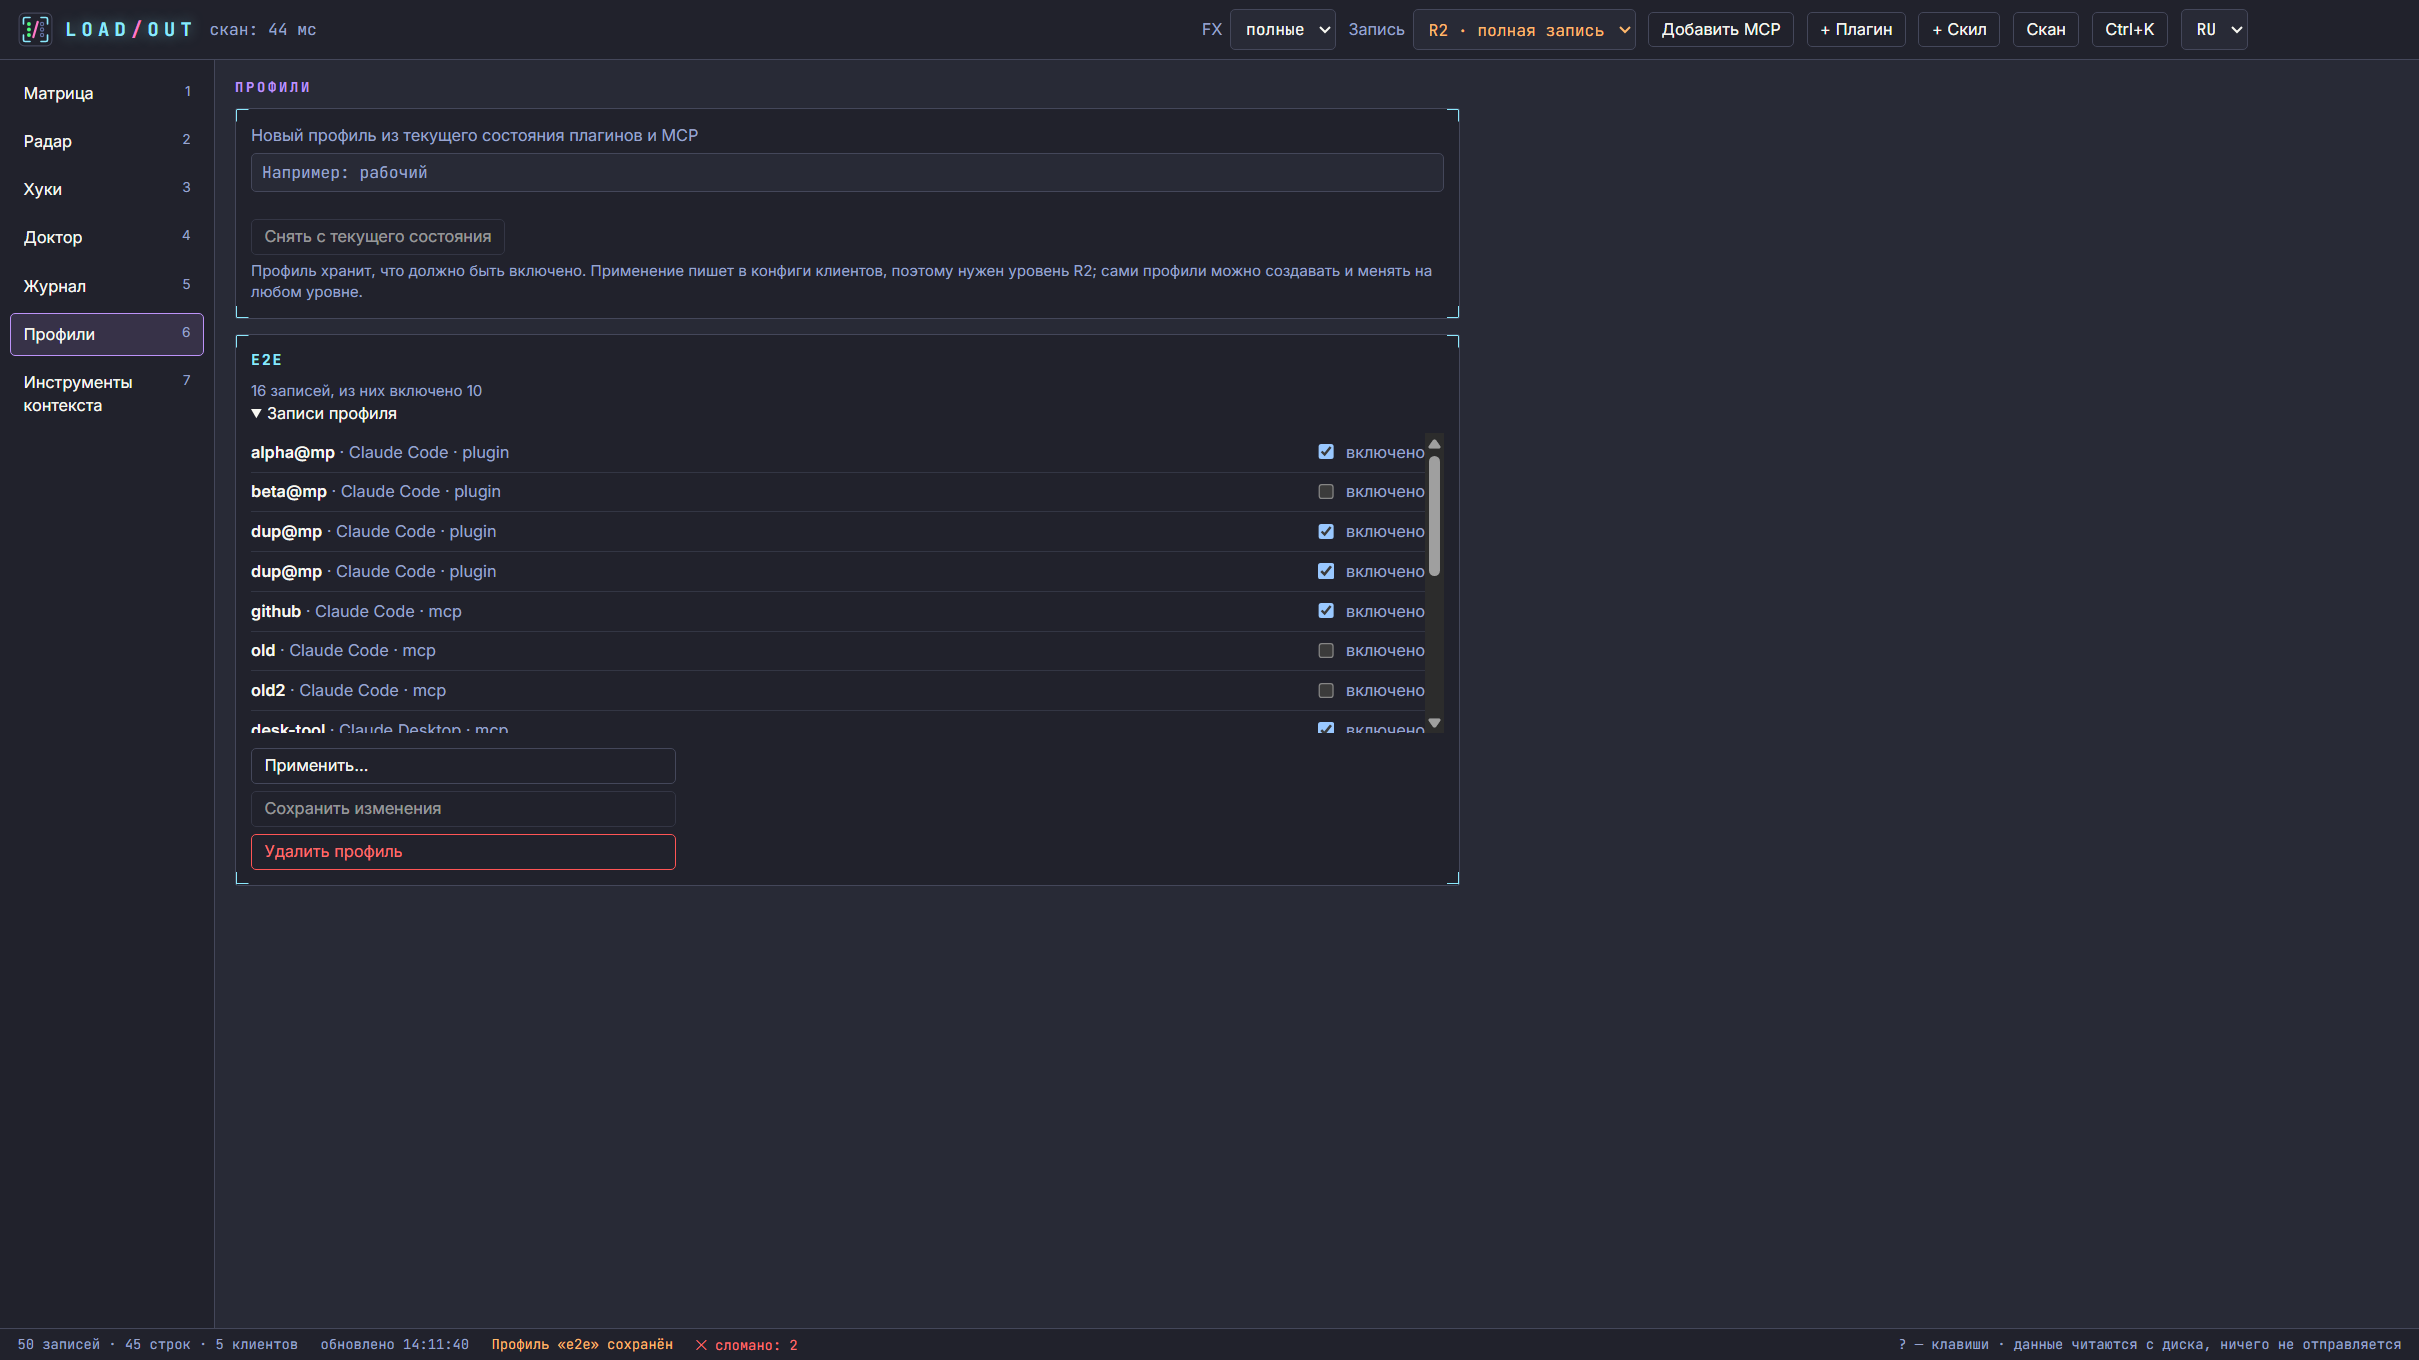 LOAD/OUT скан: 44 мс FX полные Запись R2 · полная запись Добавить MCP + Плагин + Скил Скан Ctrl+K RU
Матрица 1
Радар 2
Хуки 3
Доктор 4
Журнал 5
Профили 6
Инструменты контекста 7
ПРОФИЛИ
Новый профиль из текущего состояния плагинов и MCP
Например: рабочий
Снять с текущего состояния
Профиль хранит, что должно быть включено. Применение пишет в конфиги клиентов, поэтому нужен уровень R2; сами профили можно создавать и менять на
любом уровне.
E2E
16 записей, из них включено 10
▼ Записи профиля
alpha@mp · Claude Code · plugin включено
beta@mp · Claude Code · plugin включено
dup@mp · Claude Code · plugin включено
dup@mp · Claude Code · plugin включено
github · Claude Code · mcp включено
old · Claude Code · mcp включено
old2 · Claude Code · mcp включено
desk-tool · Claude Desktop · mcp включено
Применить...
Сохранить изменения
Удалить профиль
50 записей · 45 строк · 5 клиентов обновлено 14:11:40 Профиль «e2e» сохранён ✕ сломано: 2 ? — клавиши · данные читаются с диска, ничего не отправляется